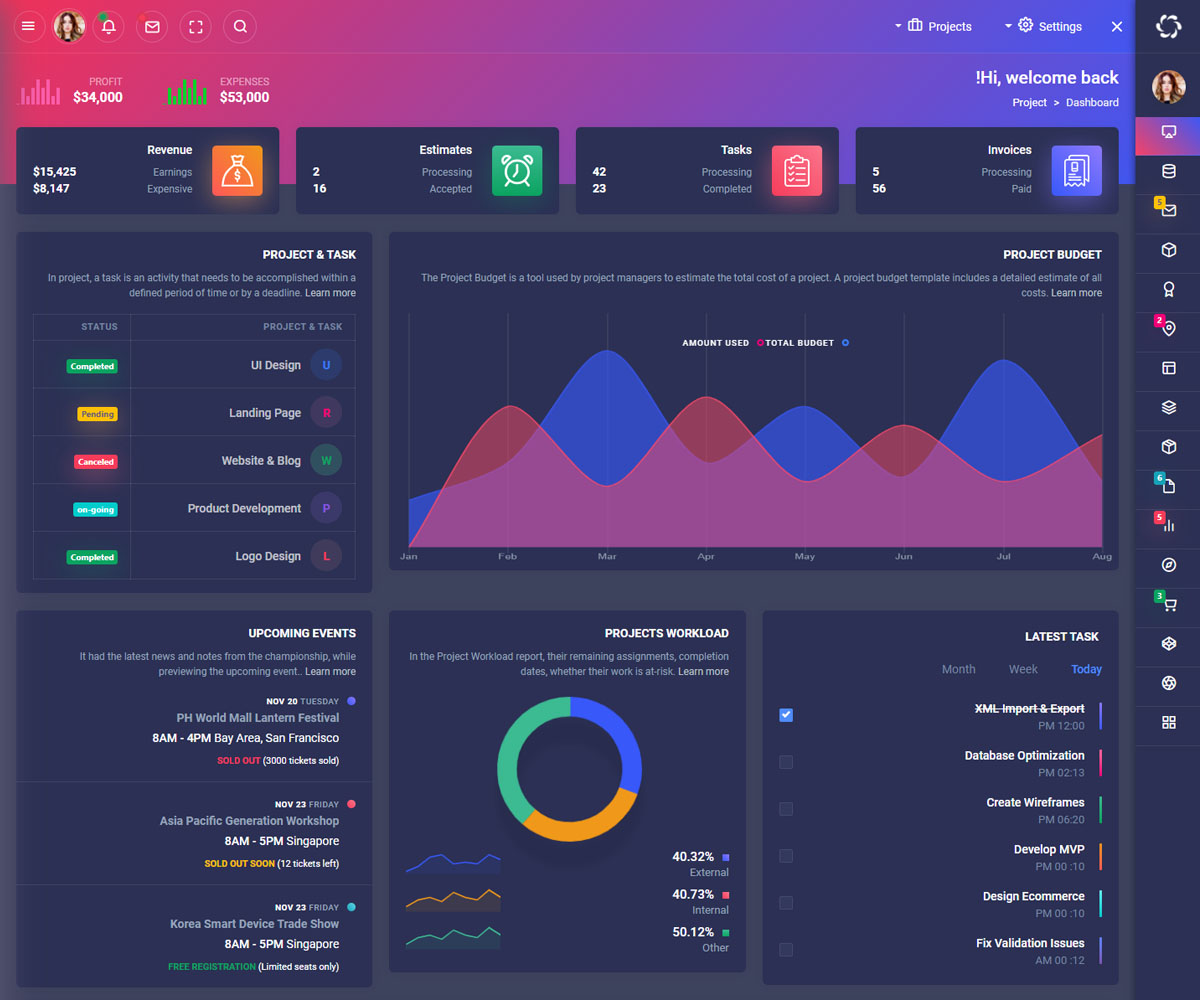 Projects
Settings
PROFIT
$34,000
EXPENSES
$53,000
!Hi, welcome back
Project > Dashboard
Revenue
$15,425 Earnings
$8,147 Expensive
Estimates
2 Processing
16 Accepted
Tasks
42 Processing
23 Completed
Invoices
5 Processing
56 Paid
5
2
6
5
3
PROJECT & TASK
In project, a task is an activity that needs to be accomplished within a
defined period of time or by a deadline. Learn more
STATUS PROJECT & TASK
Completed UI Design U
Pending Landing Page R
Canceled Website & Blog W
on-going Product Development P
Completed Logo Design L
PROJECT BUDGET
The Project Budget is a tool used by project managers to estimate the total cost of a project. A project budget template includes a detailed estimate of all
costs. Learn more
AMOUNT USED TOTAL BUDGET
Jan Feb Mar Apr May Jun Jul Aug
UPCOMING EVENTS
It had the latest news and notes from the championship, while
previewing the upcoming event.. Learn more
NOV 20 TUESDAY
PH World Mall Lantern Festival
8AM - 4PM Bay Area, San Francisco
SOLD OUT (3000 tickets sold)
NOV 23 FRIDAY
Asia Pacific Generation Workshop
8AM - 5PM Singapore
SOLD OUT SOON (12 tickets left)
NOV 23 FRIDAY
Korea Smart Device Trade Show
8AM - 5PM Singapore
FREE REGISTRATION (Limited seats only)
PROJECTS WORKLOAD
In the Project Workload report, their remaining assignments, completion
dates, whether their work is at-risk. Learn more
40.32%
External
40.73%
Internal
50.12%
Other
LATEST TASK
Month Week Today
XML Import & Export
PM 12:00
Database Optimization
PM 02:13
Create Wireframes
PM 06:20
Develop MVP
PM 00 :10
Design Ecommerce
PM 00 :10
Fix Validation Issues
AM 00 :12